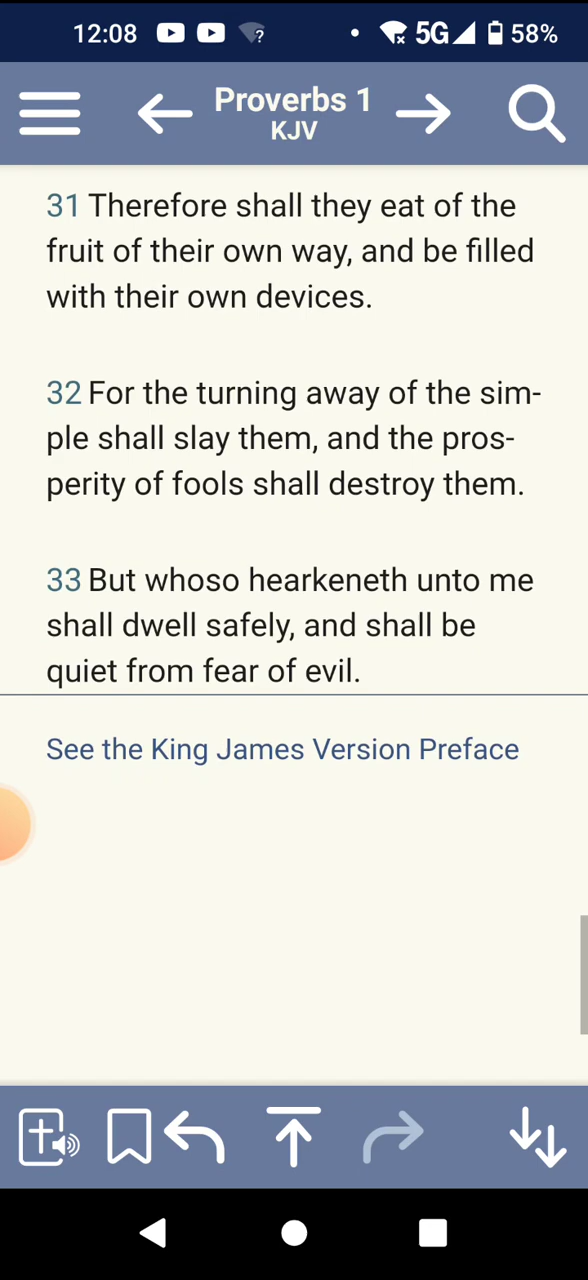 12:08 ? 5G 58%
Proverbs 1
KJV
31 Therefore shall they eat of the
fruit of their own way, and be filled
with their own devices.
32 For the turning away of the sim-
ple shall slay them, and the pros-
perity of fools shall destroy them.
33 But whoso hearkeneth unto me
shall dwell safely, and shall be
quiet from fear of evil.
See the King James Version Preface